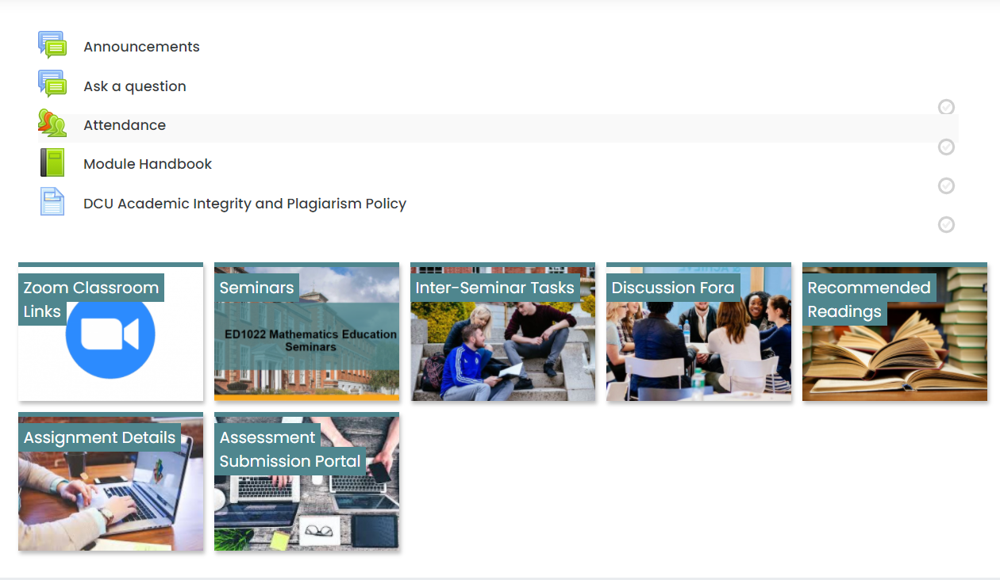 Announcements
Ask a question
Attendance
Module Handbook
DCU Academic Integrity and Plagiarism Policy
Zoom Classroom
Links
Seminars
ED1022 Mathematics Education
Seminars
Inter-Seminar Tasks
Discussion Fora
& ACHIEVE
Recommended
Readings
Assignment Details
Assessment
Submission Portal